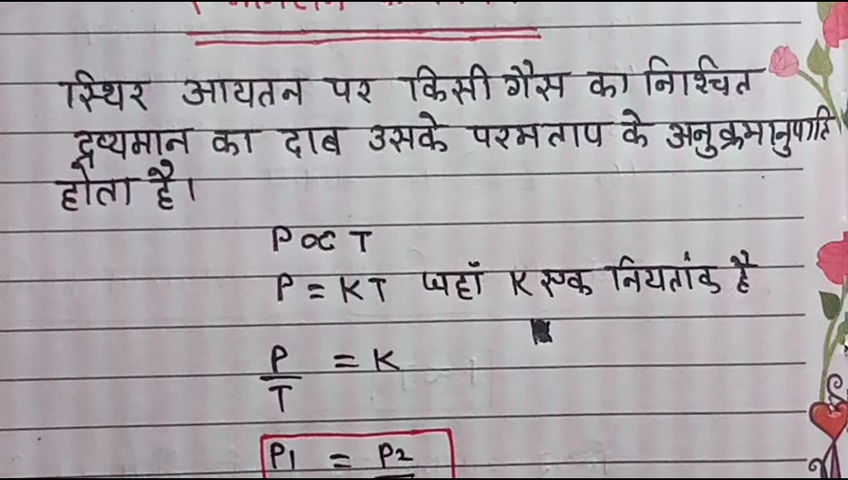 स्थिर आयतन पर किसी गैस का निश्चित
द्रव्यमान का दाब उसके परमताप के अनुक्रमानुपाति
होता है।
P ∝ T
P = KT जहाँ K एक नियतांक है
P/T = K
P1 = P2